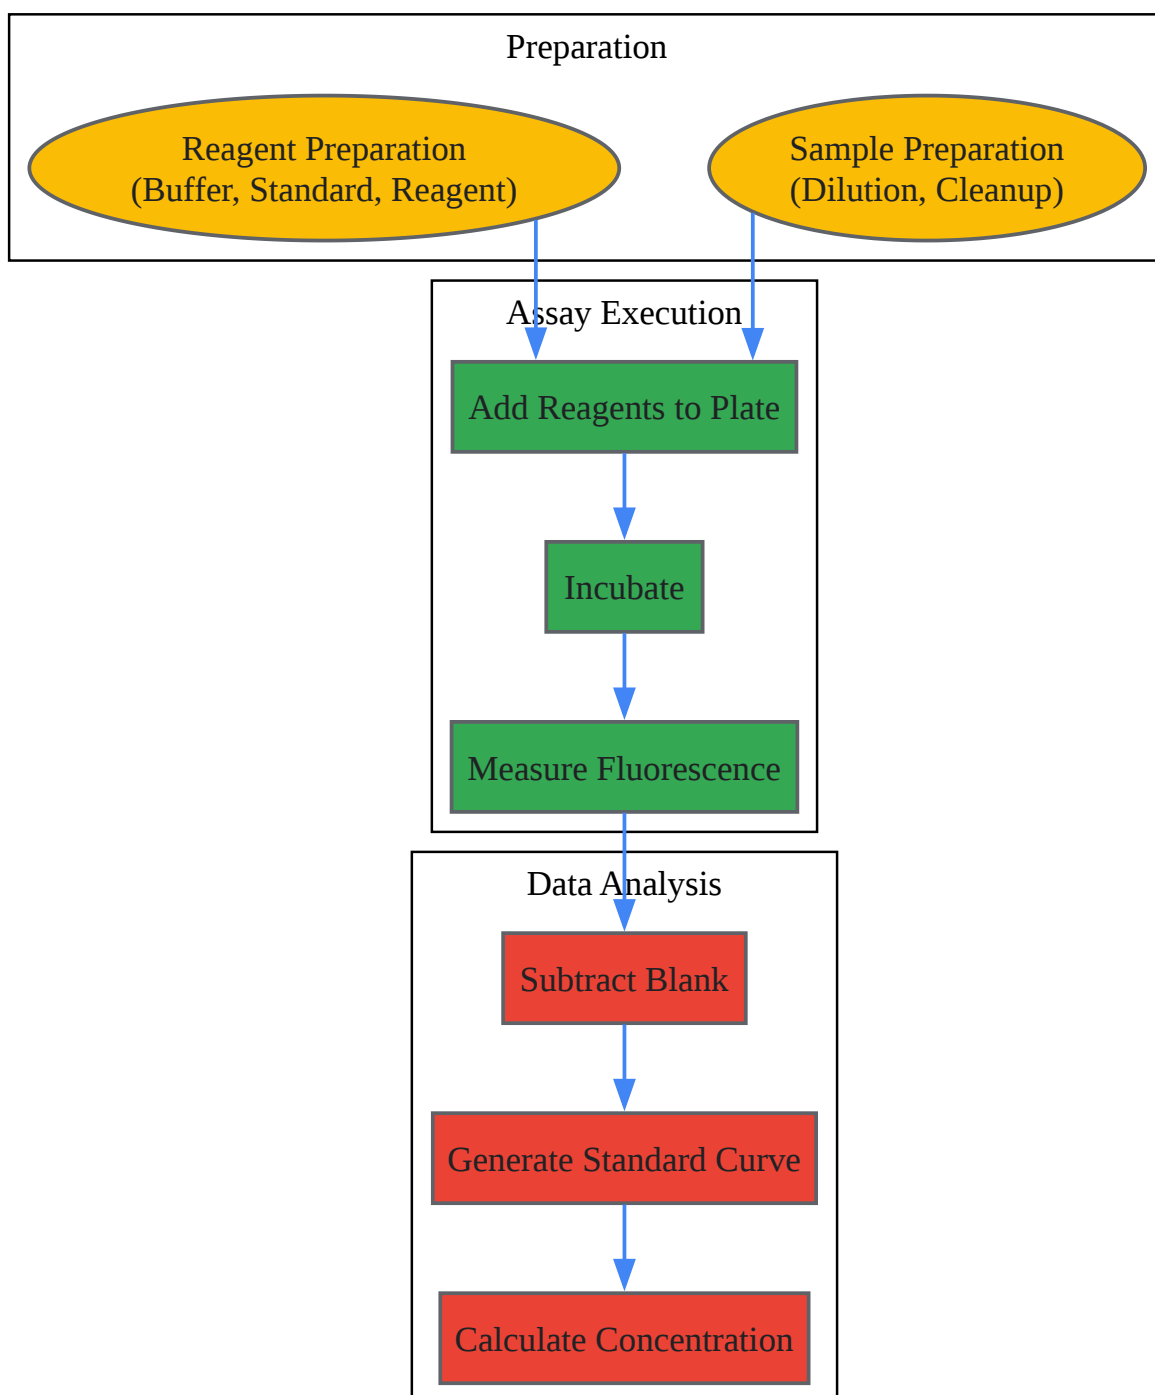 Preparation
Reagent Preparation
(Buffer, Standard, Reagent)
Sample Preparation
(Dilution, Cleanup)
Assay Execution
Add Reagents to Plate
Incubate
Measure Fluorescence
Data Analysis
Subtract Blank
Generate Standard Curve
Calculate Concentration